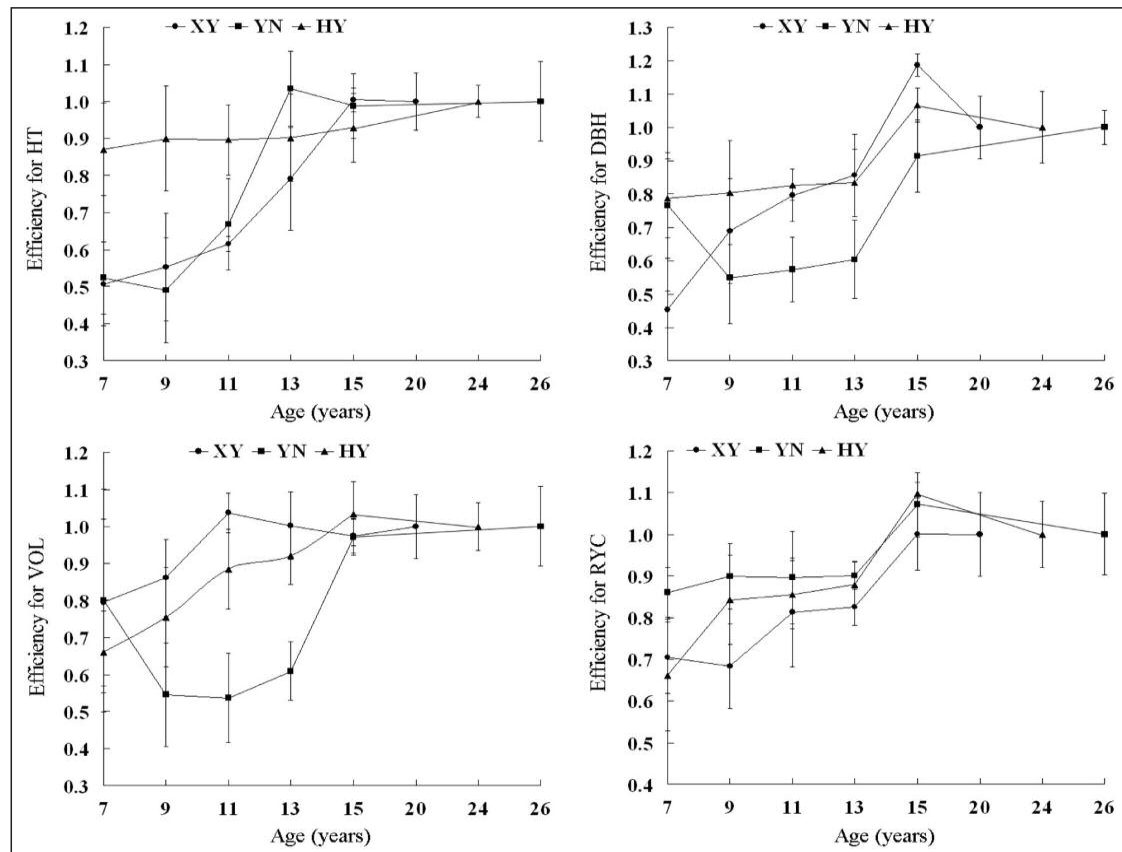 XY YN HY
1.2
1.1
1.0
0.9
0.8
0.7
0.6
0.5
0.4
0.3
Efficiency for HT
7 9 11 13 15 20 24 26
Age (years)
XY YN HY
1.3
1.2
1.1
1.0
0.9
0.8
0.7
0.6
0.5
0.4
0.3
Efficiency for DBH
7 9 11 13 15 20 24 26
Age (years)
XY YN HY
1.2
1.1
1.0
0.9
0.8
0.7
0.6
0.5
0.4
0.3
Efficiency for VOL
7 9 11 13 15 20 24 26
Age (years)
XY YN HY
1.2
1.1
1.0
0.9
0.8
0.7
0.6
0.5
0.4
Efficiency for RYC
7 9 11 13 15 20 24 26
Age (years)